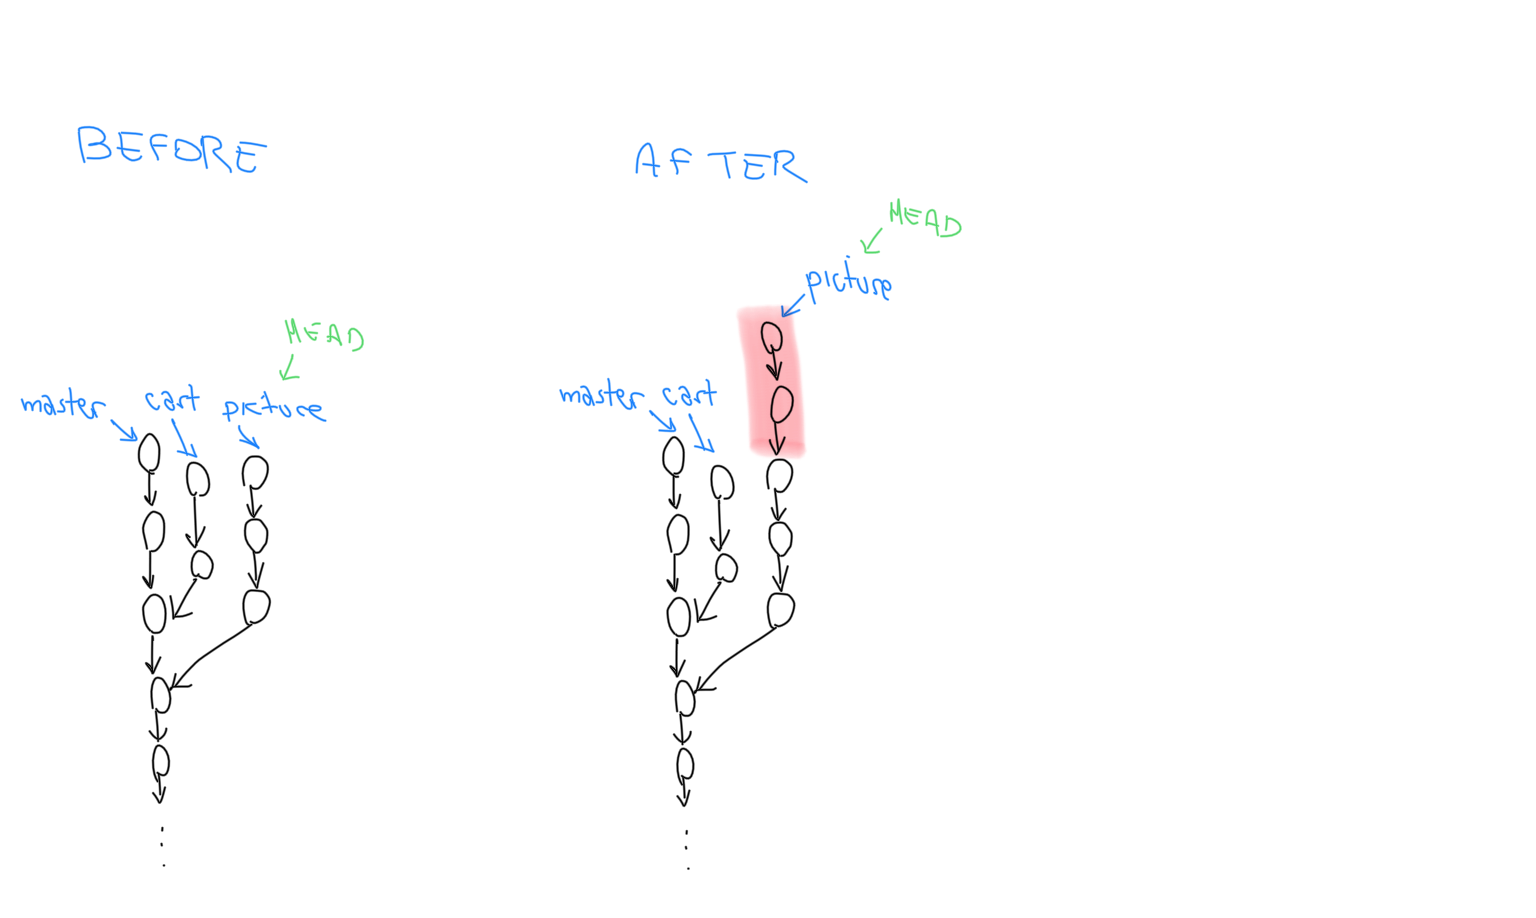 BEFORE
AFTER
HEAD
picture
HEAD
master cart picture
master cart